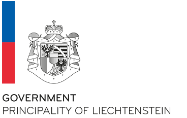 GOVERNMENT
PRINCIPALITY OF LIECHTENSTEIN